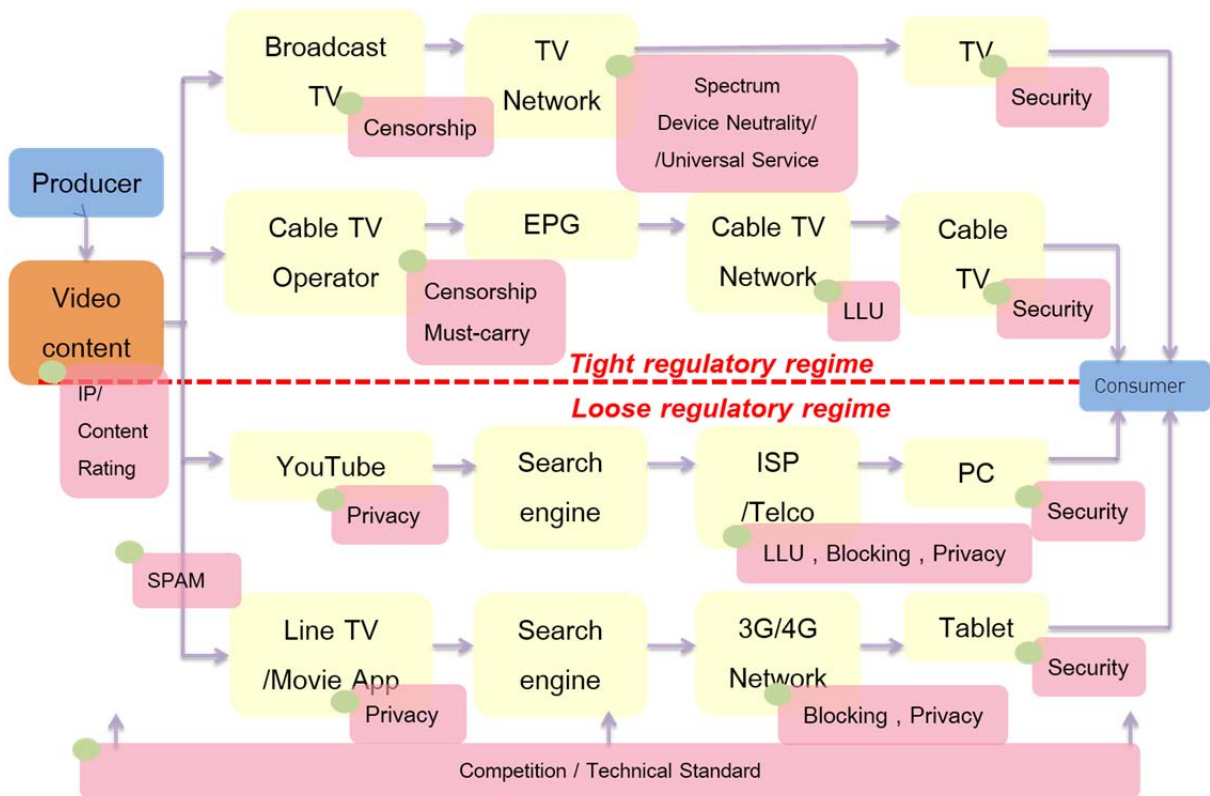 Broadcast
TV
Censorship
TV
Network
Spectrum
Device Neutrality/
/Universal Service
TV
Security
Producer
Video
content
IP/
Content
Rating
Cable TV
Operator
Censorship
Must-carry
EPG
Cable TV
Network
LLU
Cable
TV
Security
Tight regulatory regime
Loose regulatory regime
Consumer
YouTube
Privacy
Search
engine
ISP
/Telco
LLU , Blocking , Privacy
PC
Security
SPAM
Line TV
/Movie App
Privacy
Search
engine
3G/4G
Network
Blocking , Privacy
Tablet
Security
Competition / Technical Standard